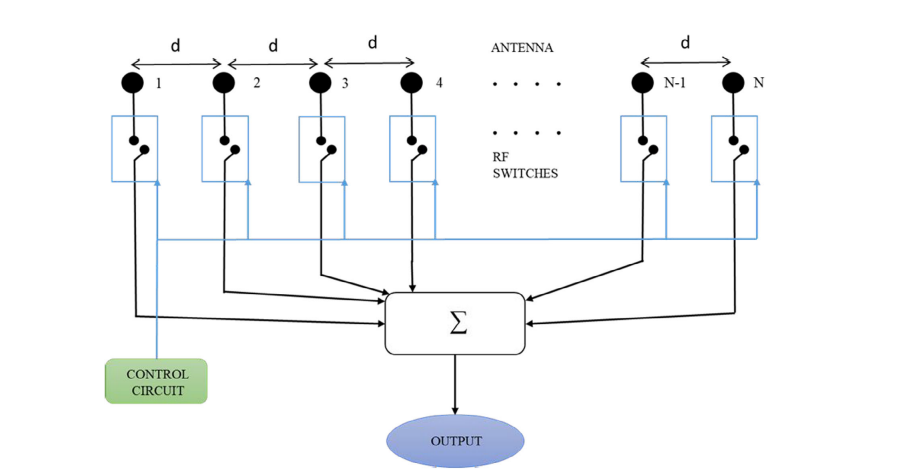 d d d d
ANTENNA
1 2 3 4 N-1 N
RF
SWITCHES
Σ
CONTROL
CIRCUIT
OUTPUT